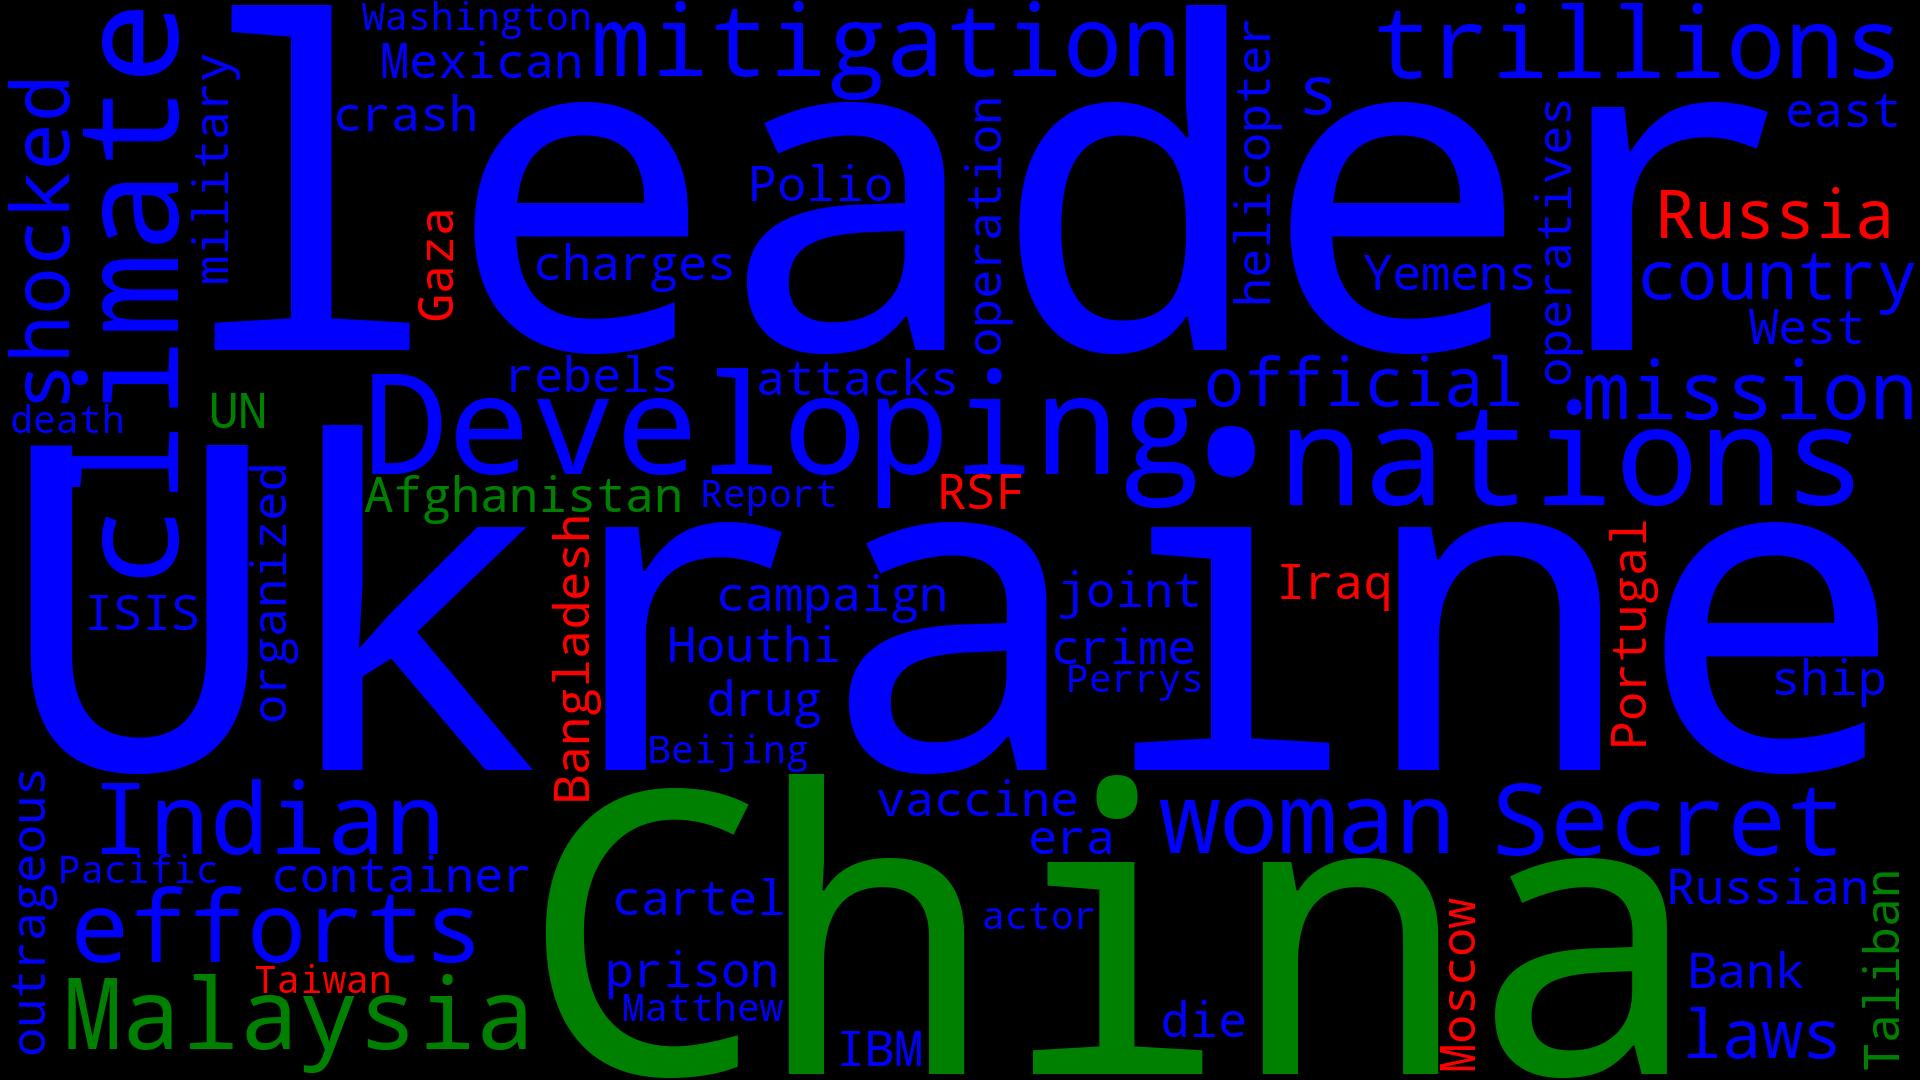 Washington
mitigation
trillions
Mexican
shocked
climate
military
leader
crash
helicopter
s
east
operation
operatives
Polio
Russia
Gaza
charges
Yemens
country
West
rebels
attacks
official
mission
death
UN
Developing
nations
organized
Afghanistan
Report
RSF
Ukraine
ISIS
Bangladesh
campaign
joint
Iraq
Portugal
Houthi
crime
Perrys
ship
drug
Beijing
outrageous
Indian
China
vaccine
era
woman
Secret
Pacific
container
cartel
actor
Russian
Taliban
efforts
Moscow
Taiwan
Malaysia
prison
Matthew
Bank
IBM
die
laws